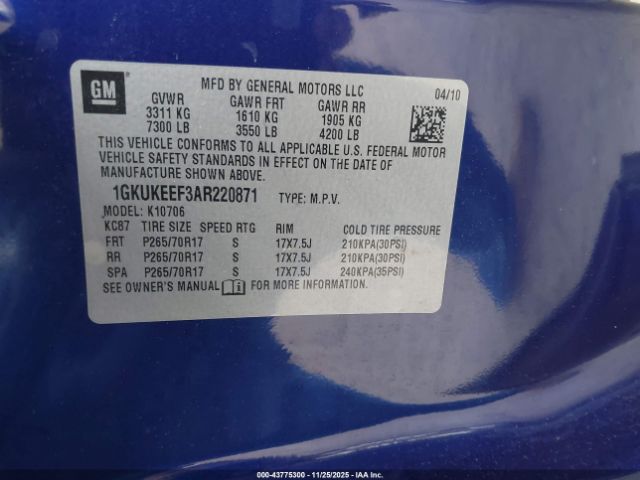 GM
MFD BY GENERAL MOTORS LLC
04/10
GVWR GAWR FRT GAWR RR
3311 KG 1610 KG 1905 KG
7300 LB 3550 LB 4200 LB
THIS VEHICLE CONFORMS TO ALL APPLICABLE U.S. FEDERAL MOTOR
VEHICLE SAFETY STANDARDS IN EFFECT ON THE DATE OF
MANUFACTURE SHOWN ABOVE.
1GKUKEEF3AR220871 TYPE: M.P.V.
MODEL: K10706
KC87 TIRE SIZE SPEED RTG RIM COLD TIRE PRESSURE
FRT P265/70R17 S 17X7.5J 210KPA(30PSI)
RR P265/70R17 S 17X7.5J 210KPA(30PSI)
SPA P265/70R17 S 17X7.5J 240KPA(35PSI)
SEE OWNER'S MANUAL FOR MORE INFORMATION.
000-43775300 - 11/25/2025 - IAAI.COM